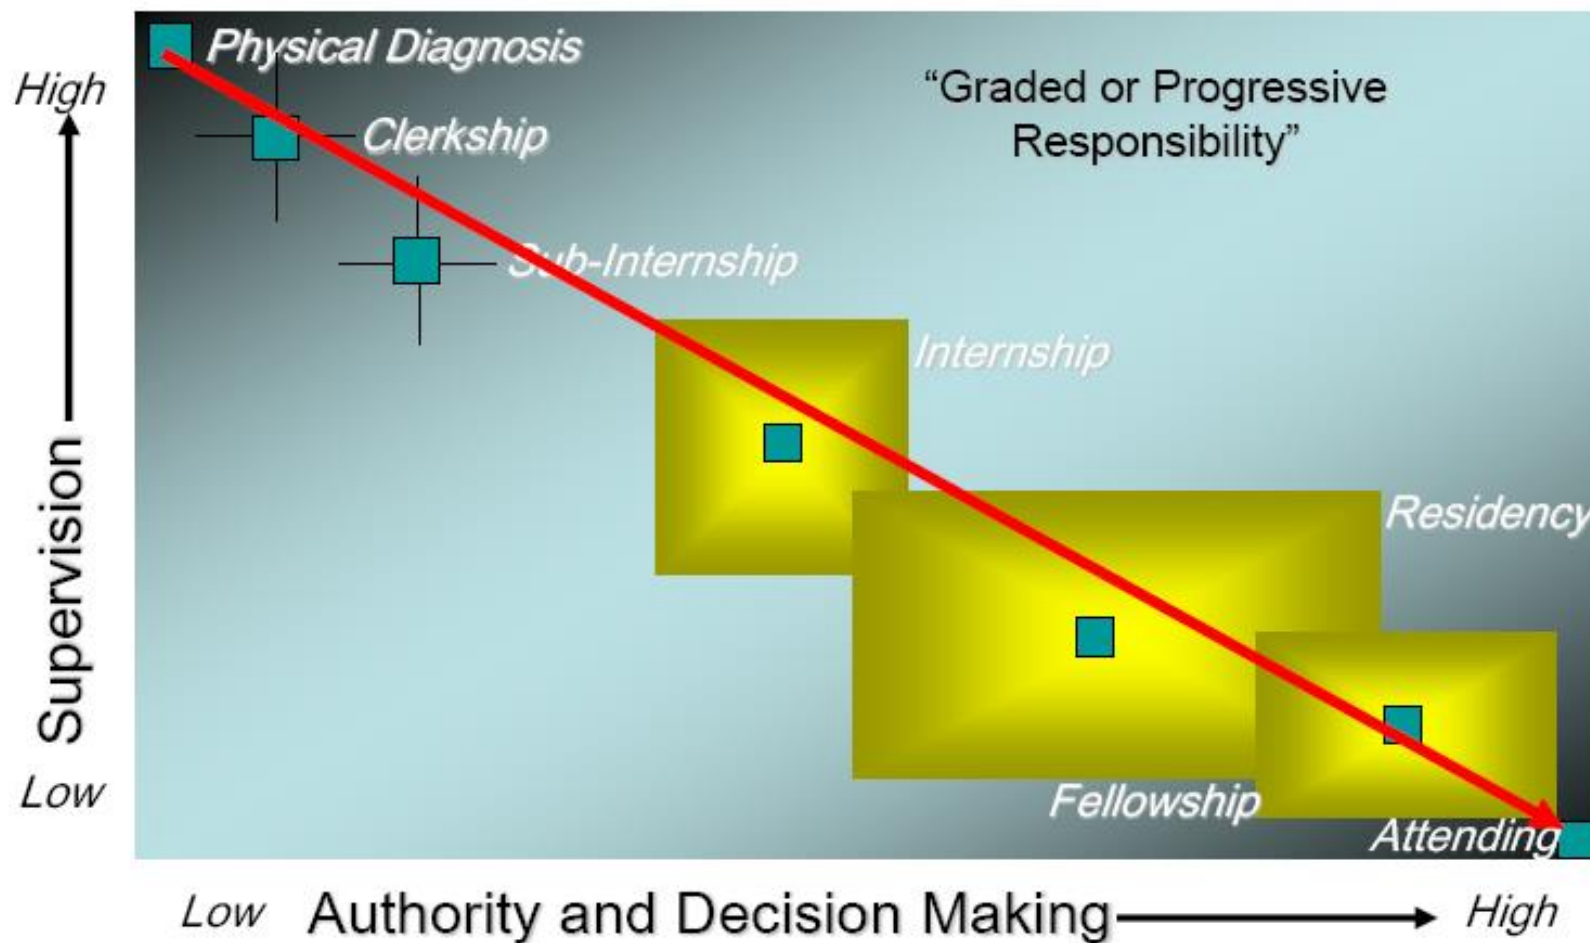 Physical Diagnosis
High
"Graded or Progressive
Responsibility"
Clerkship
Sub-Internship
Internship
Residency
Supervision
Low
Fellowship
Attending
Low Authority and Decision Making High